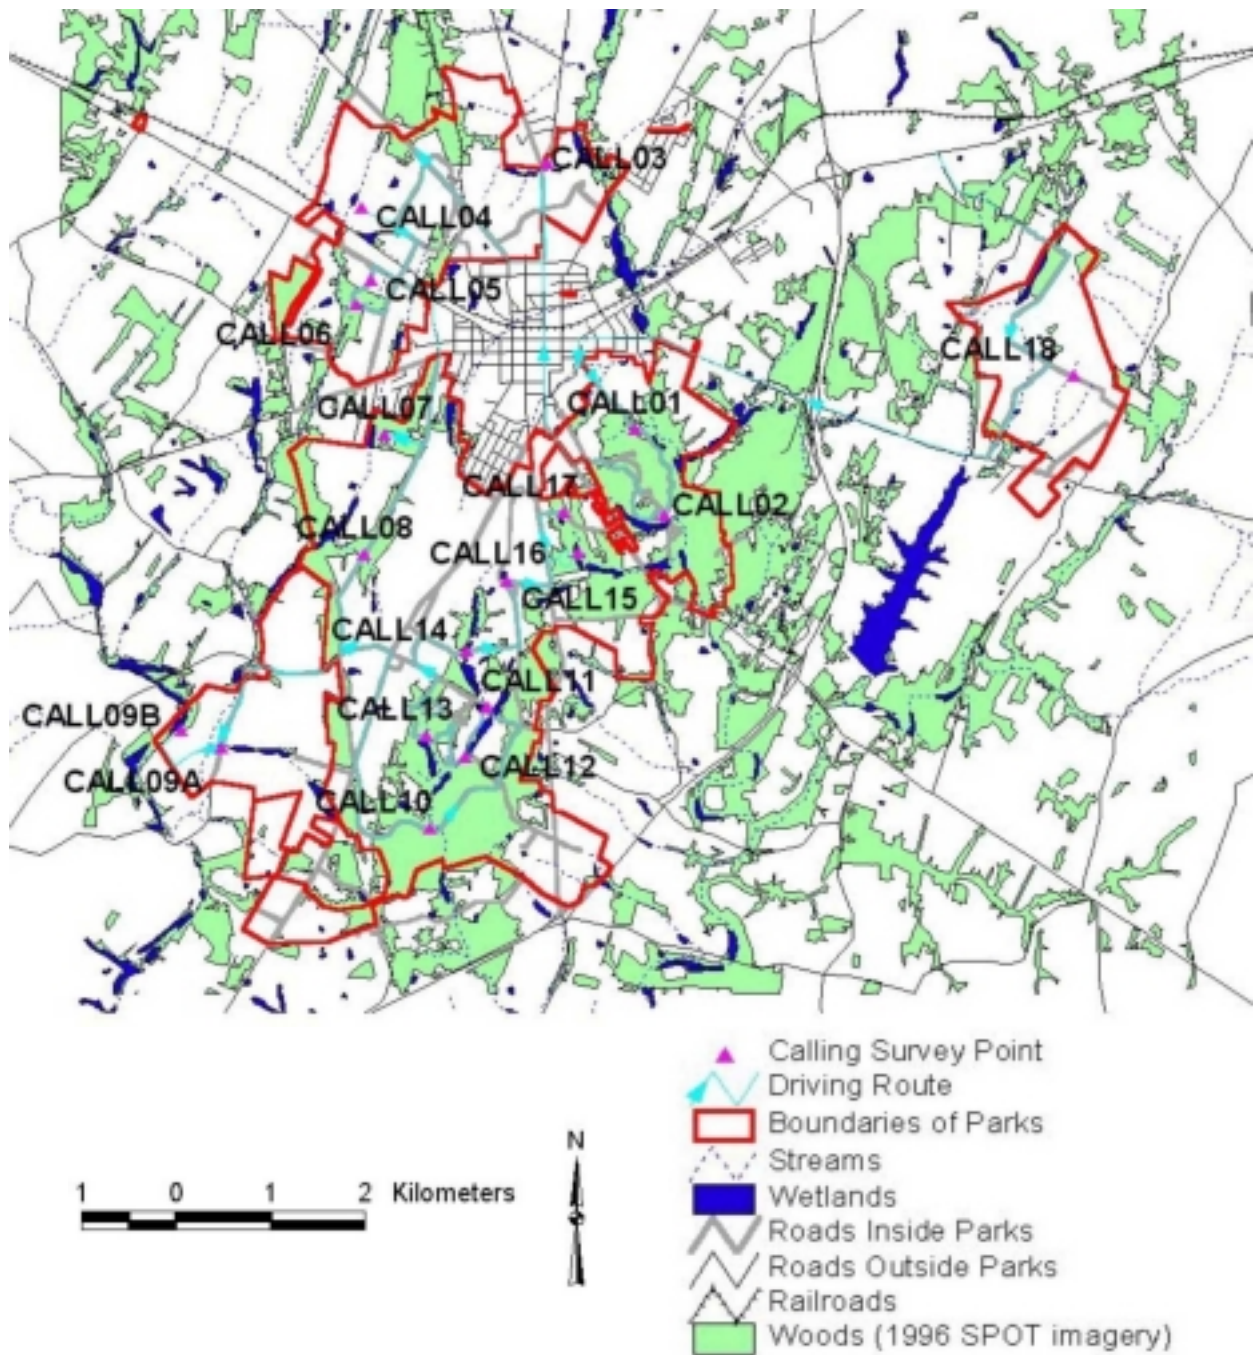 CALL03
CALL04
CALL05
CALL06
CALL18
CALL07
CALL01
CALL17
CALL02
CALL08
CALL16
CALL15
CALL14
CALL11
CALL09B
CALL13
CALL12
CALL09A
CALL10
Calling Survey Point
Driving Route
Boundaries of Parks
Streams
Wetlands
Roads Inside Parks
Roads Outside Parks
Railroads
Woods (1996 SPOT imagery)
N
1 0 1 2 Kilometers